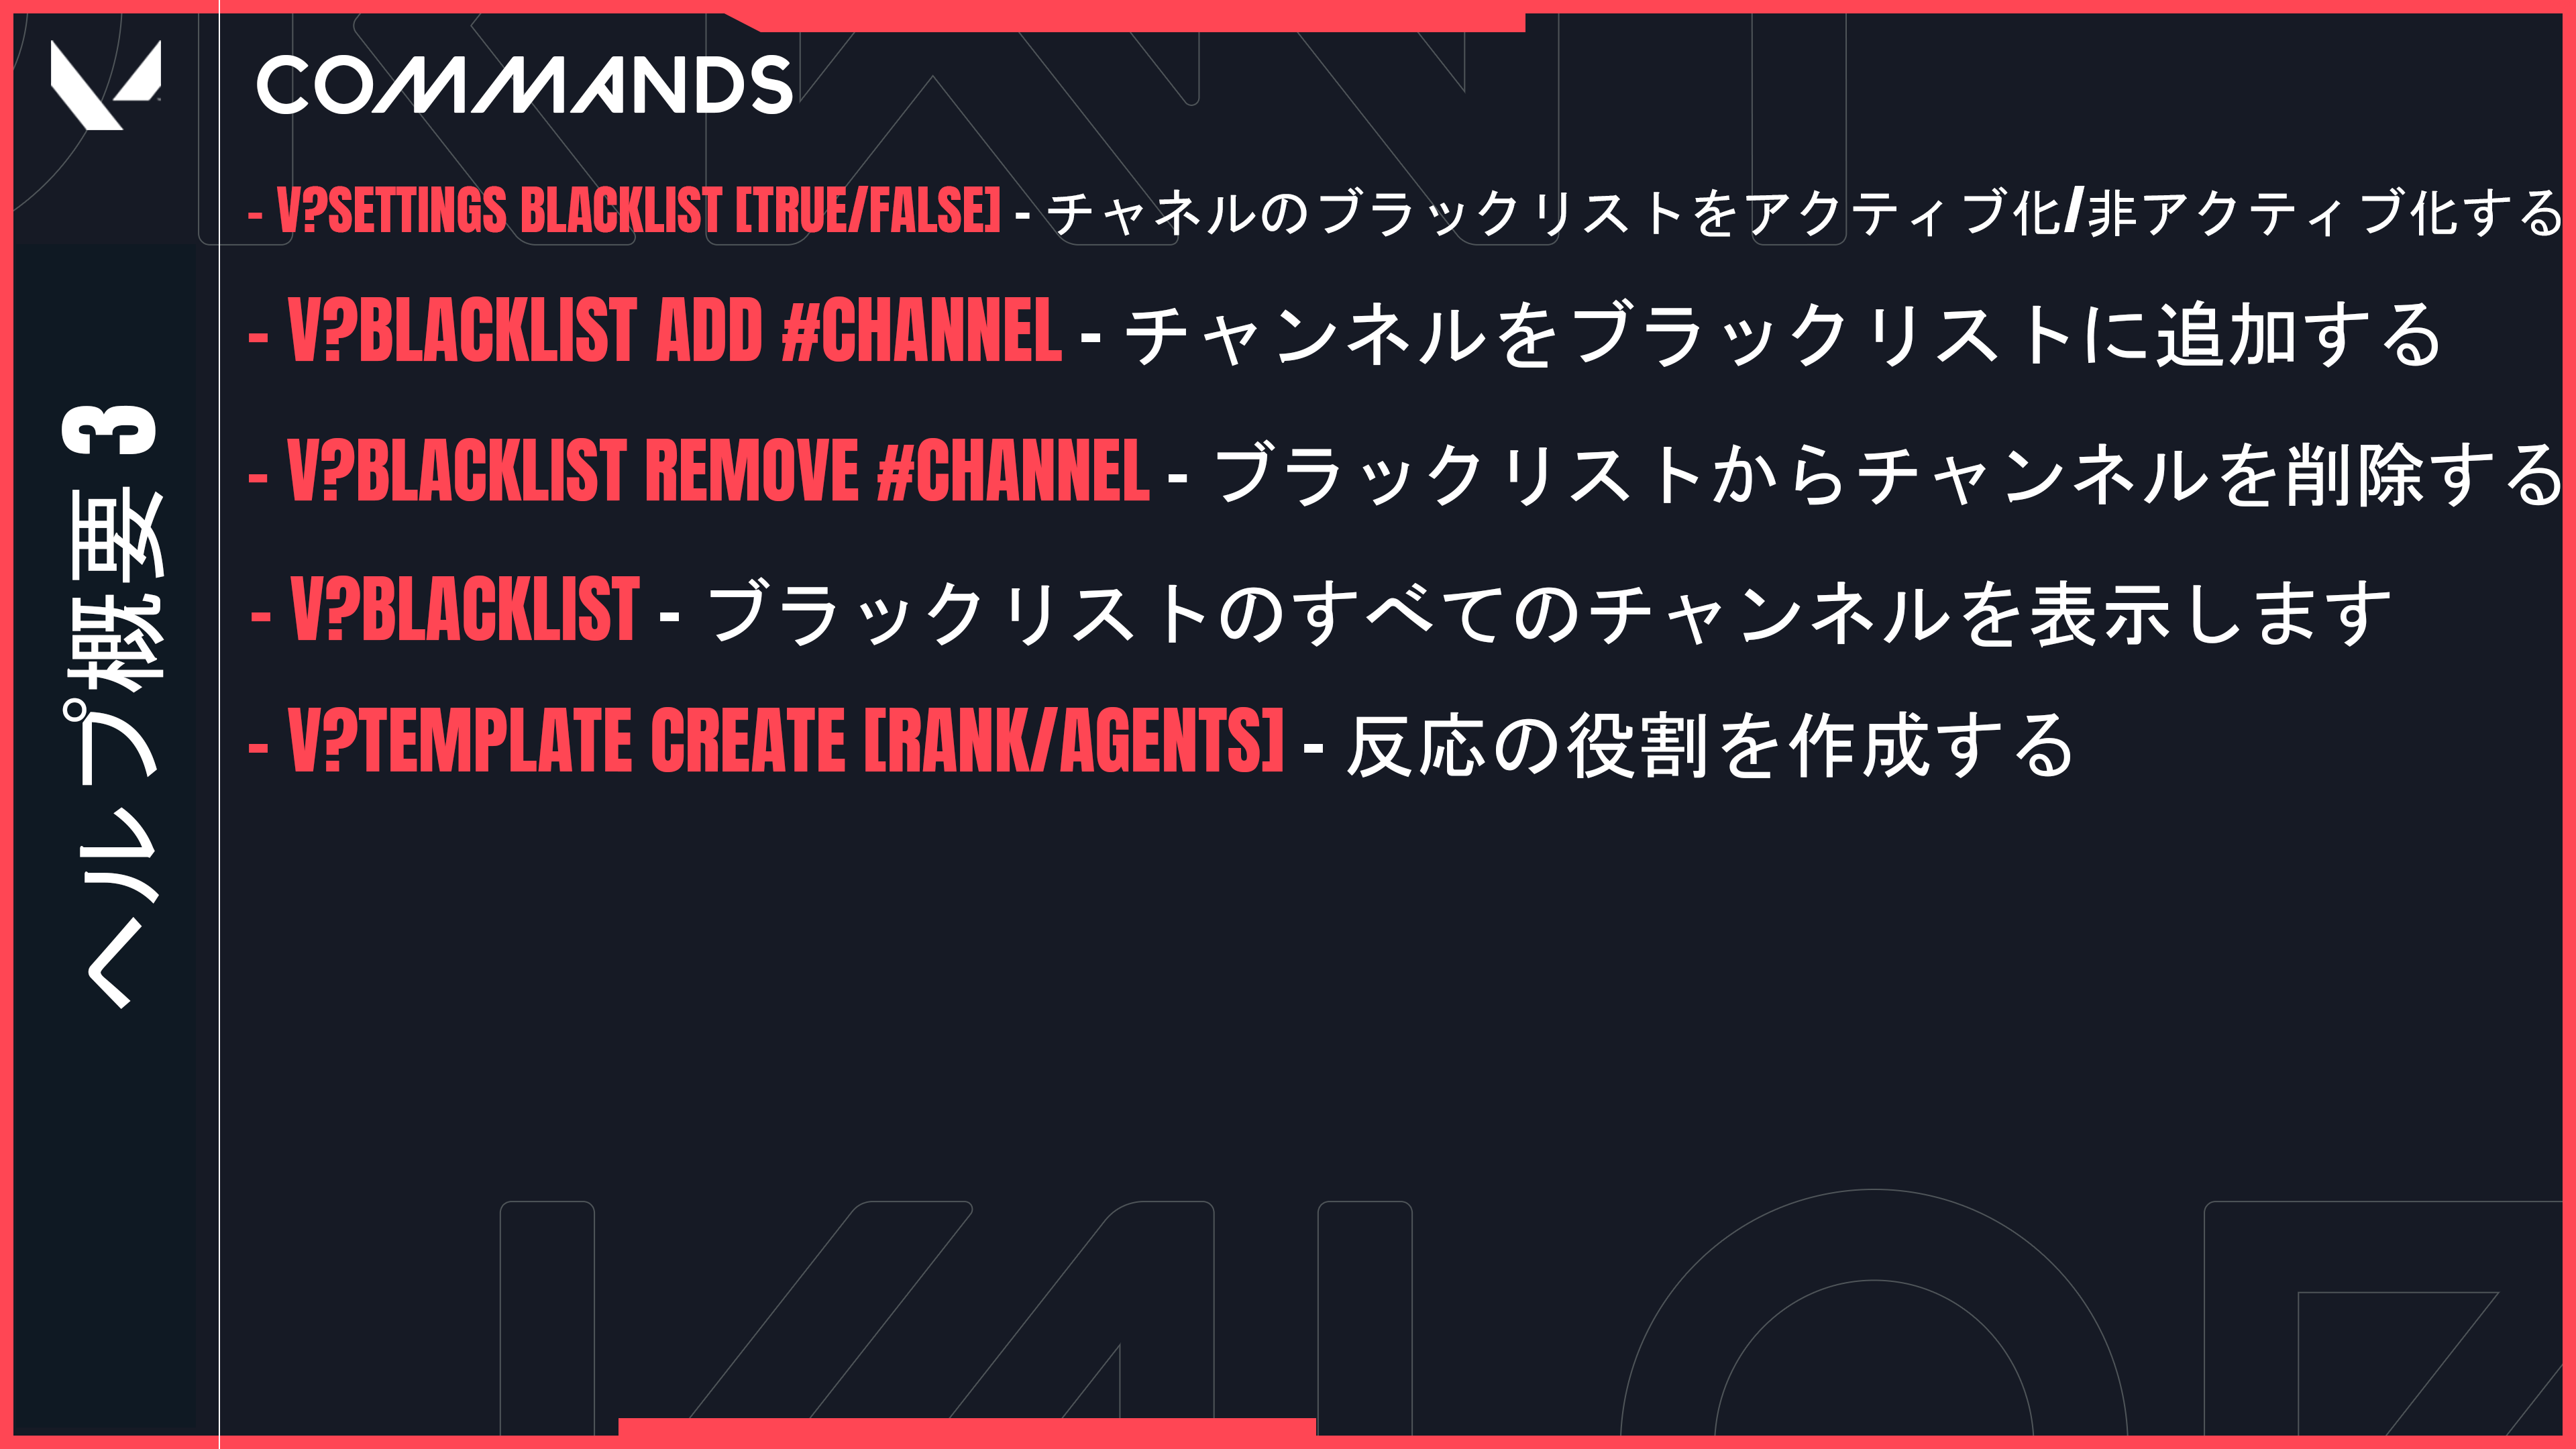 COMMANDS
- V?SETTINGS BLACKLIST [TRUE/FALSE] - チャネルのブラックリストをアクティブ化/非アクティブ化する
- V?BLACKLIST ADD #CHANNEL - チャンネルをブラックリストに追加する
- V?BLACKLIST REMOVE #CHANNEL - ブラックリストからチャンネルを削除する
- V?BLACKLIST - ブラックリストのすべてのチャンネルを表示します
- V?TEMPLATE CREATE [RANK/AGENTS] - 反応の役割を作成する
ヘルプ概要 3